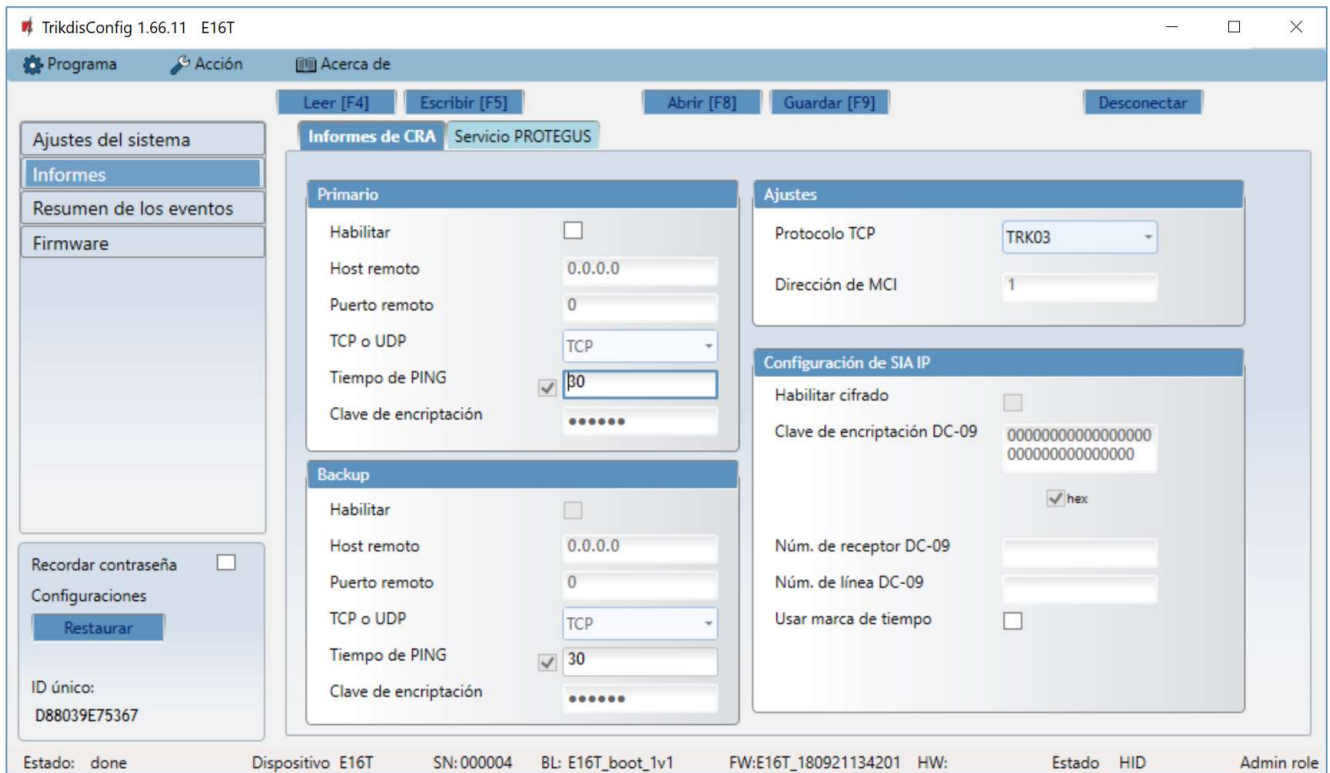 TrikdisConfig 1.66.11 E16T
Programa Acción Acerca de
Leer [F4] Escribir [F5] Abrir [F8] Guardar [F9] Desconectar
Ajustes del sistema
Informes
Resumen de los eventos
Firmware
Recordar contraseña
Configuraciones
Restaurar
ID único:
D88039E75367
Informes de CRA Servicio PROTEGUS
Primario
Habilitar
Host remoto 0.0.0.0
Puerto remoto 0
TCP o UDP TCP
Tiempo de PING 30
Clave de encriptación ••••••
Backup
Habilitar
Host remoto 0.0.0.0
Puerto remoto 0
TCP o UDP TCP
Tiempo de PING 30
Clave de encriptación ••••••
Ajustes
Protocolo TCP TRK03
Dirección de MCI 1
Configuración de SIA IP
Habilitar cifrado
Clave de encriptación DC-09 00000000000000000
000000000000000
hex
Núm. de receptor DC-09
Núm. de línea DC-09
Usar marca de tiempo
Estado: done Dispositivo E16T SN: 000004 BL: E16T_boot_1v1 FW:E16T_180921134201 HW: Estado HID Admin role